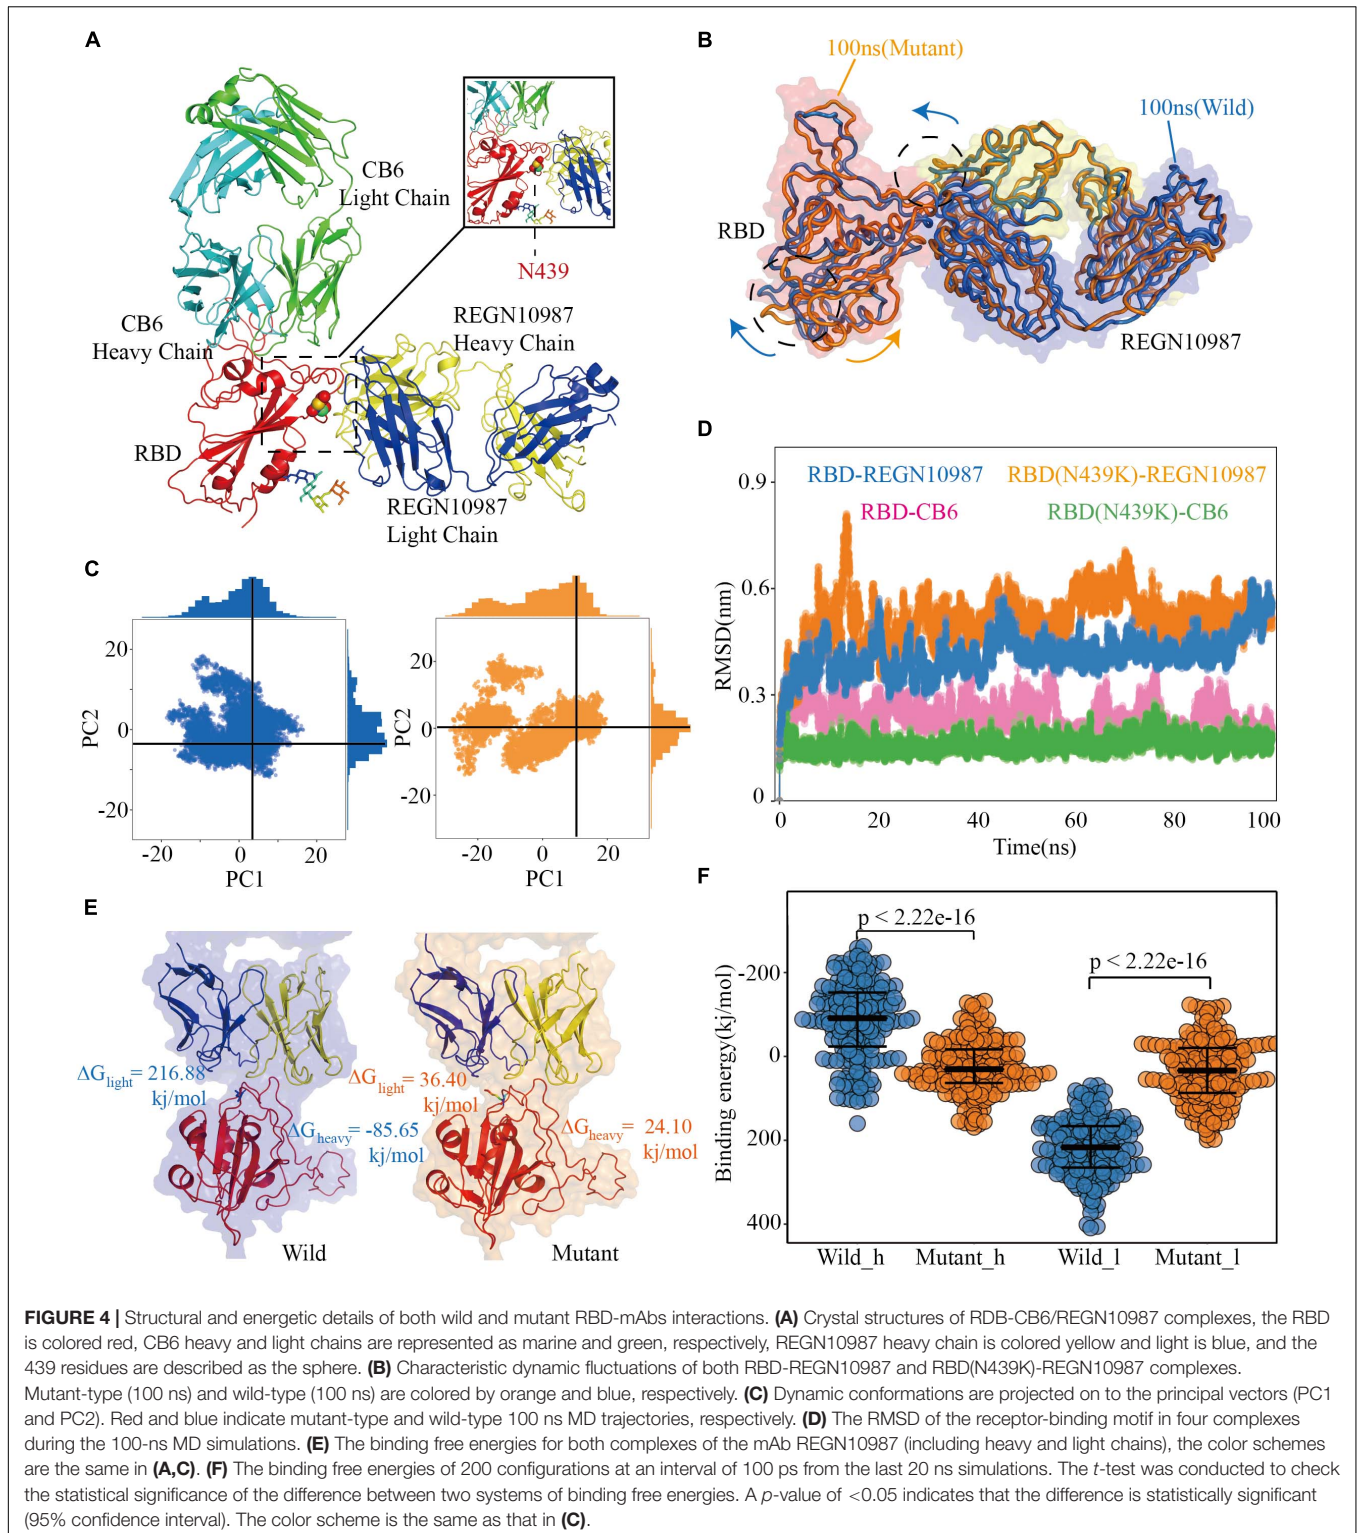 A
CB6
Light Chain
N439
CB6
Heavy Chain
REGN10987
Heavy Chain
RBD
REGN10987
Light Chain
B
100ns(Mutant)
100ns(Wild)
RBD
REGN10987
C
20
0
-20
PC2
-20
0
20
PC1
20
0
-20
PC2
-20
0
20
PC1
D
0.9
0.6
0.3
0
RMSD(nm)
RBD-REGN10987
RBD(N439K)-REGN10987
RBD-CB6
RBD(N439K)-CB6
0
20
40
60
80
100
Time(ns)
E
ΔGlight= 216.88
kj/mol
ΔGheavy= -85.65
kj/mol
Wild
ΔGlight= 36.40
kj/mol
ΔGheavy= 24.10
kj/mol
Mutant
F
p < 2.22e-16
p < 2.22e-16
-200
0
200
400
Binding energy(kj/mol)
Wild_h
Mutant_h
Wild_l
Mutant_l
FIGURE 4 | Structural and energetic details of both wild and mutant RBD-mAbs interactions. (A) Crystal structures of RDB-CB6/REGN10987 complexes, the RBD
is colored red, CB6 heavy and light chains are represented as marine and green, respectively, REGN10987 heavy chain is colored yellow and light is blue, and the
439 residues are described as the sphere. (B) Characteristic dynamic fluctuations of both RBD-REGN10987 and RBD(N439K)-REGN10987 complexes.
Mutant-type (100 ns) and wild-type (100 ns) are colored by orange and blue, respectively. (C) Dynamic conformations are projected on to the principal vectors (PC1
and PC2). Red and blue indicate mutant-type and wild-type 100 ns MD trajectories, respectively. (D) The RMSD of the receptor-binding motif in four complexes
during the 100-ns MD simulations. (E) The binding free energies for both complexes of the mAb REGN10987 (including heavy and light chains), the color schemes
are the same in (A,C). (F) The binding free energies of 200 configurations at an interval of 100 ps from the last 20 ns simulations. The t-test was conducted to check
the statistical significance of the difference between two systems of binding free energies. A p-value of <0.05 indicates that the difference is statistically significant
(95% confidence interval). The color scheme is the same as that in (C).